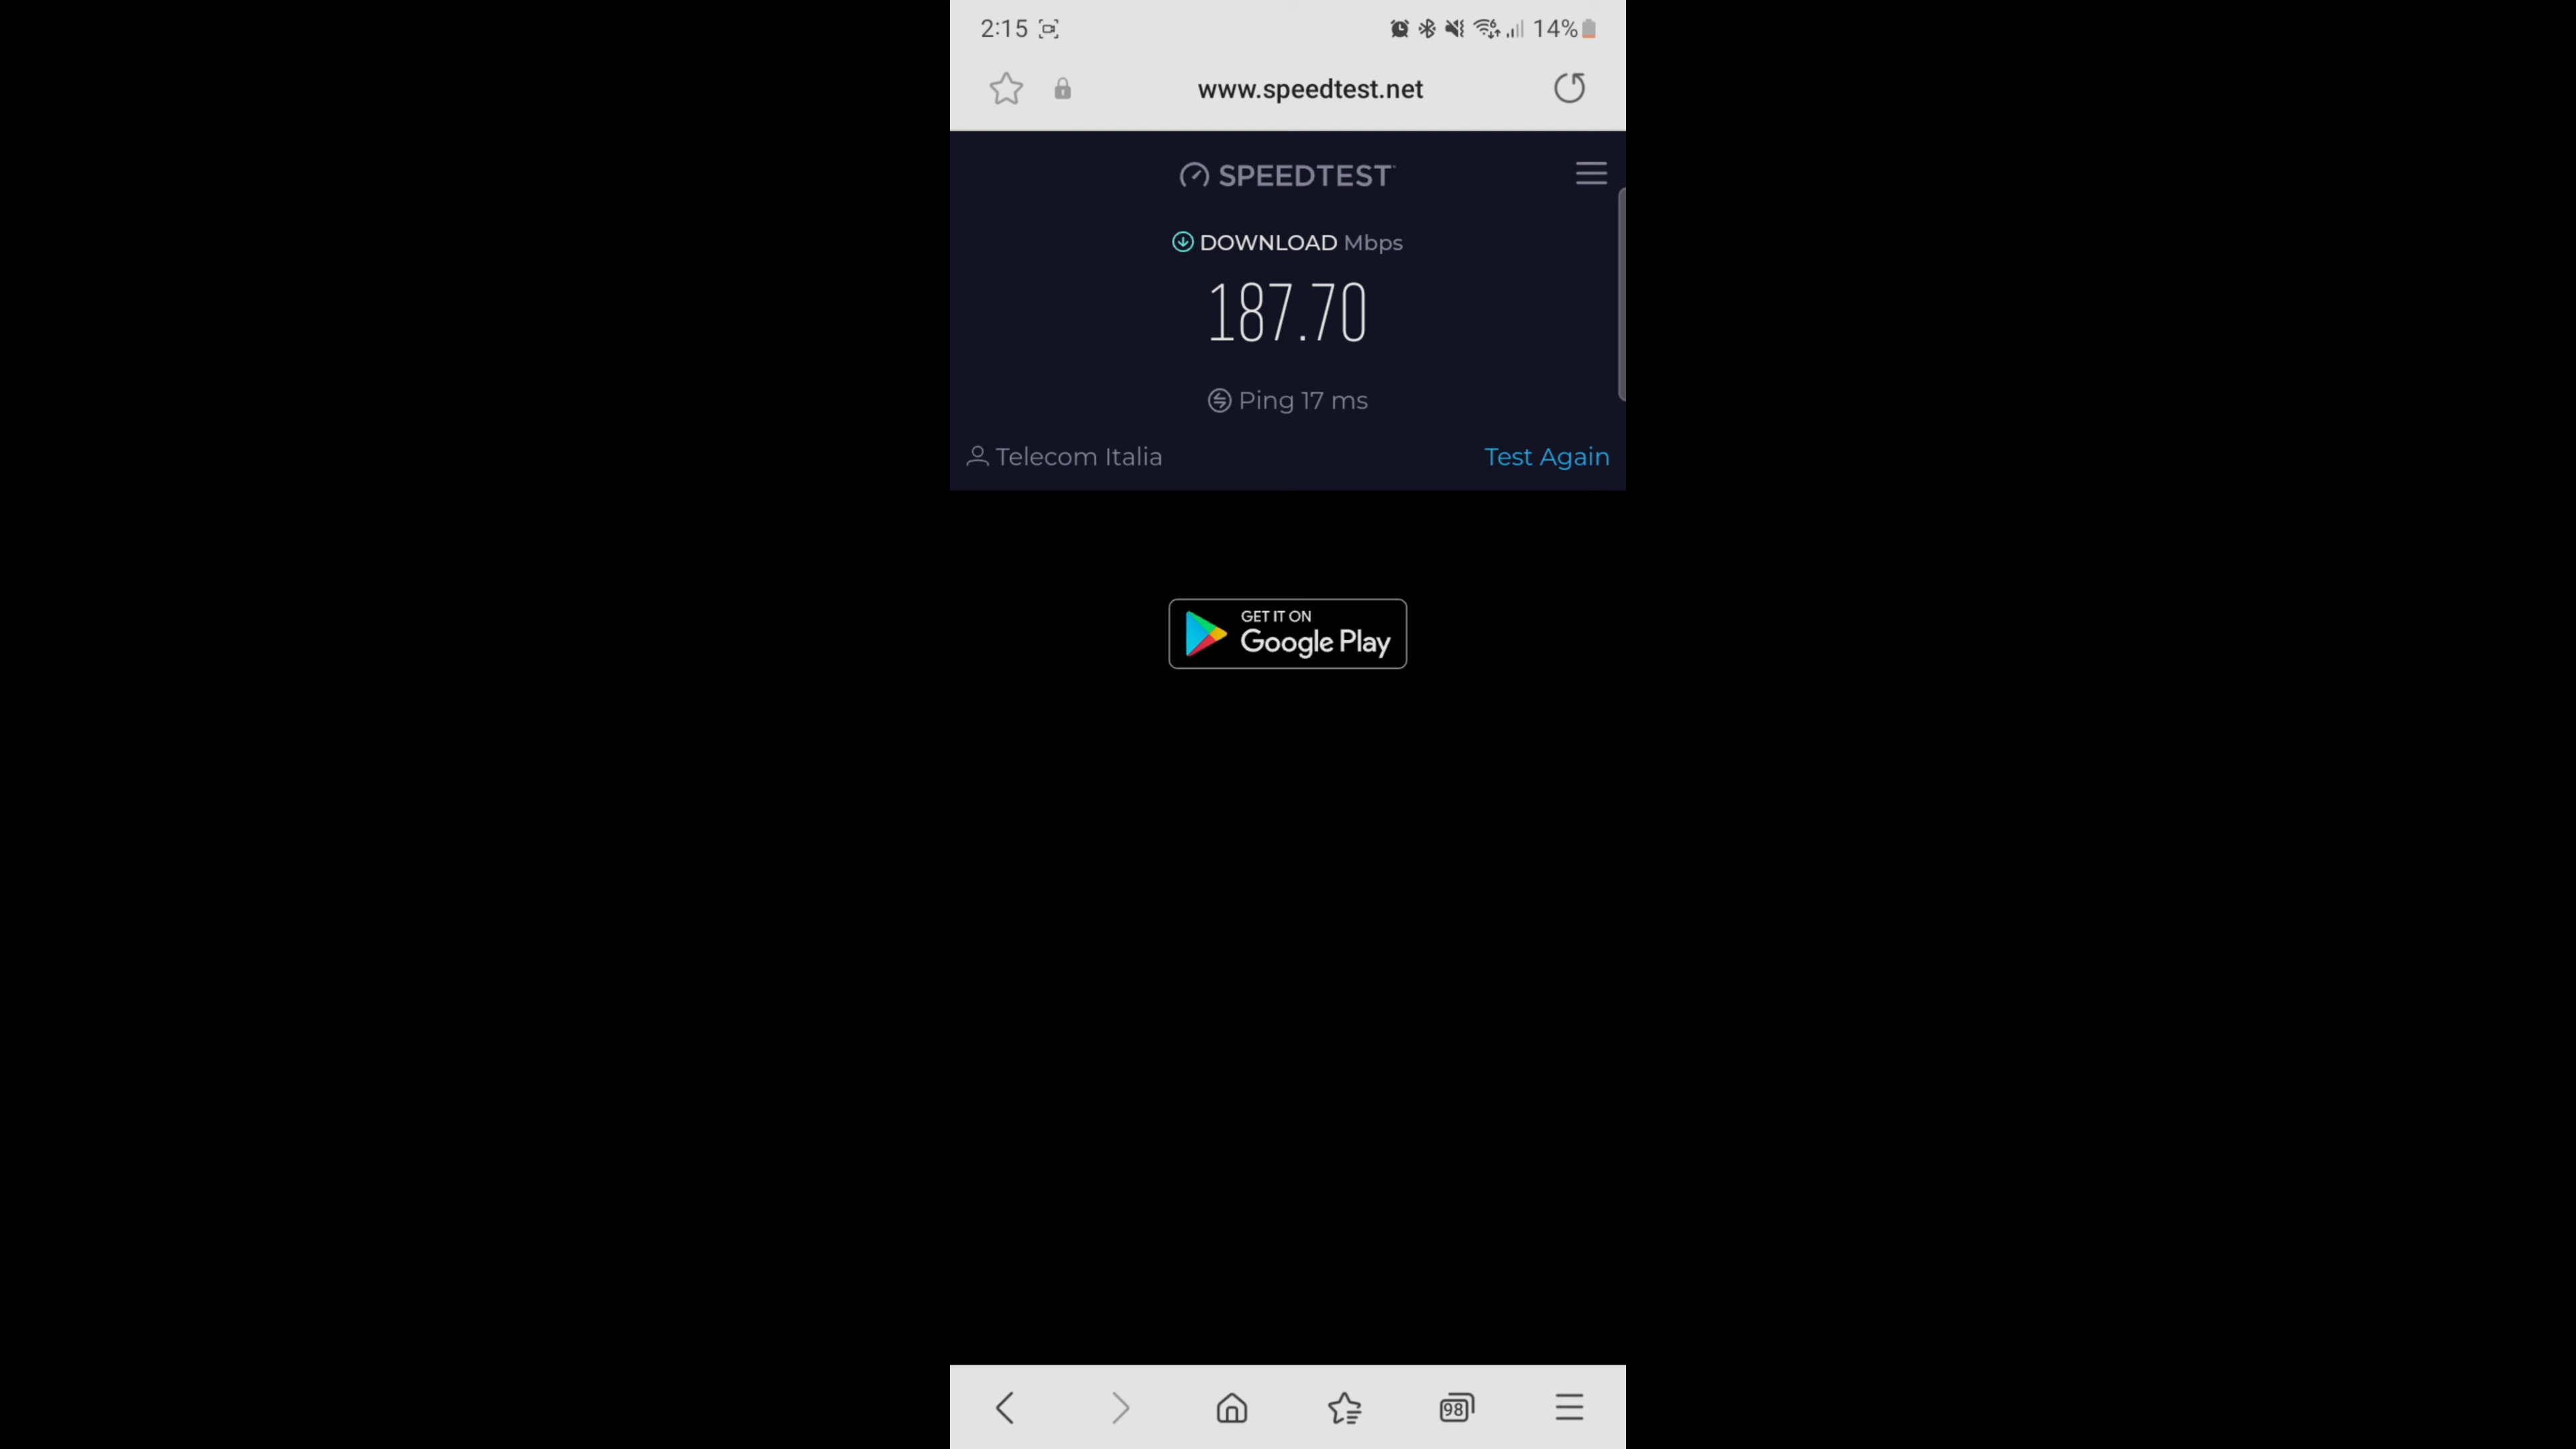 2:15 14%
www.speedtest.net
SPEEDTEST
DOWNLOAD Mbps
187.70
Ping 17 ms
Telecom Italia Test Again
GET IT ON
Google Play
98